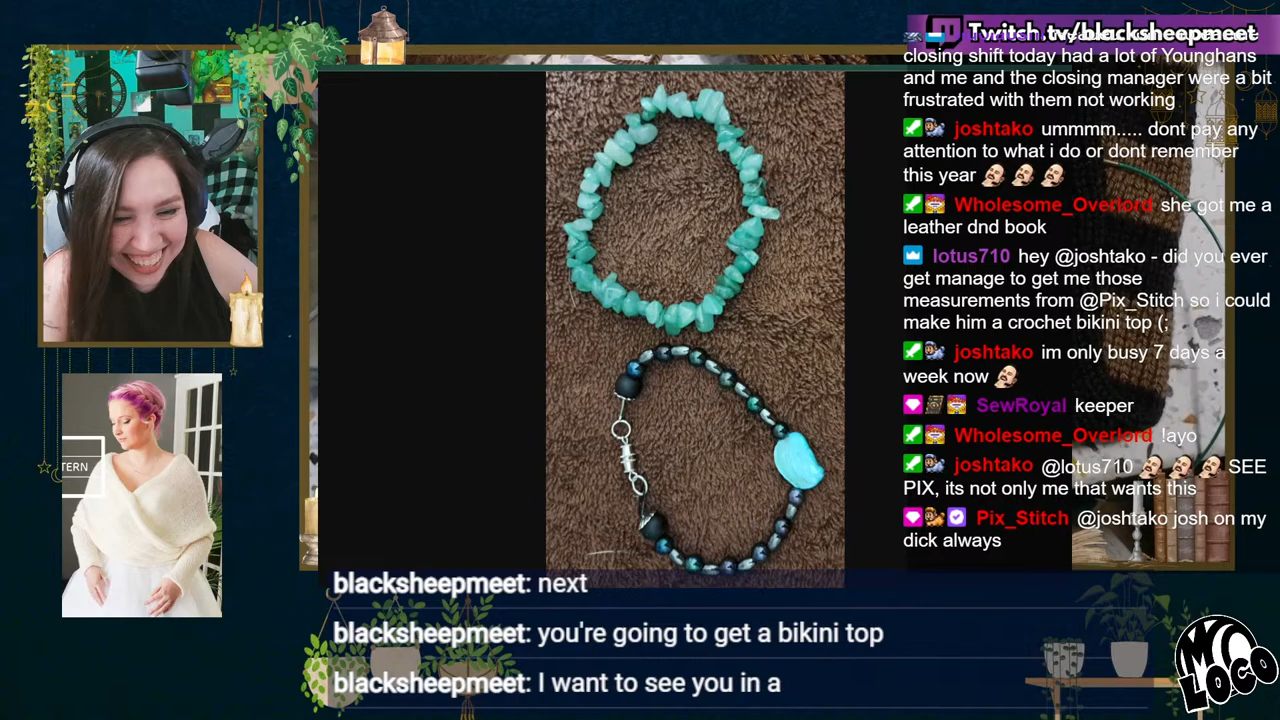 Twitch.tv/blacksheepmeet
closing shift today had a lot of Younghans
and me and the closing manager were a bit
frustrated with them not working
joshtako ummmm..... dont pay any
attention to what i do or dont remember
this year
Wholesome_Overlord she got me a
leather dnd book
lotus710 hey @joshtako - did you ever
get manage to get me those
measurements from @Pix_Stitch so i could
make him a crochet bikini top (;
joshtako im only busy 7 days a
week now
SewRoyal keeper
Wholesome_Overlord !ayo
joshtako @lotus710 SEE
PIX, its not only me that wants this
Pix_Stitch @joshtako josh on my
dick always
TERN
blacksheepmeet: next
blacksheepmeet: you're going to get a bikini top
blacksheepmeet: I want to see you in a
MC
LOCO